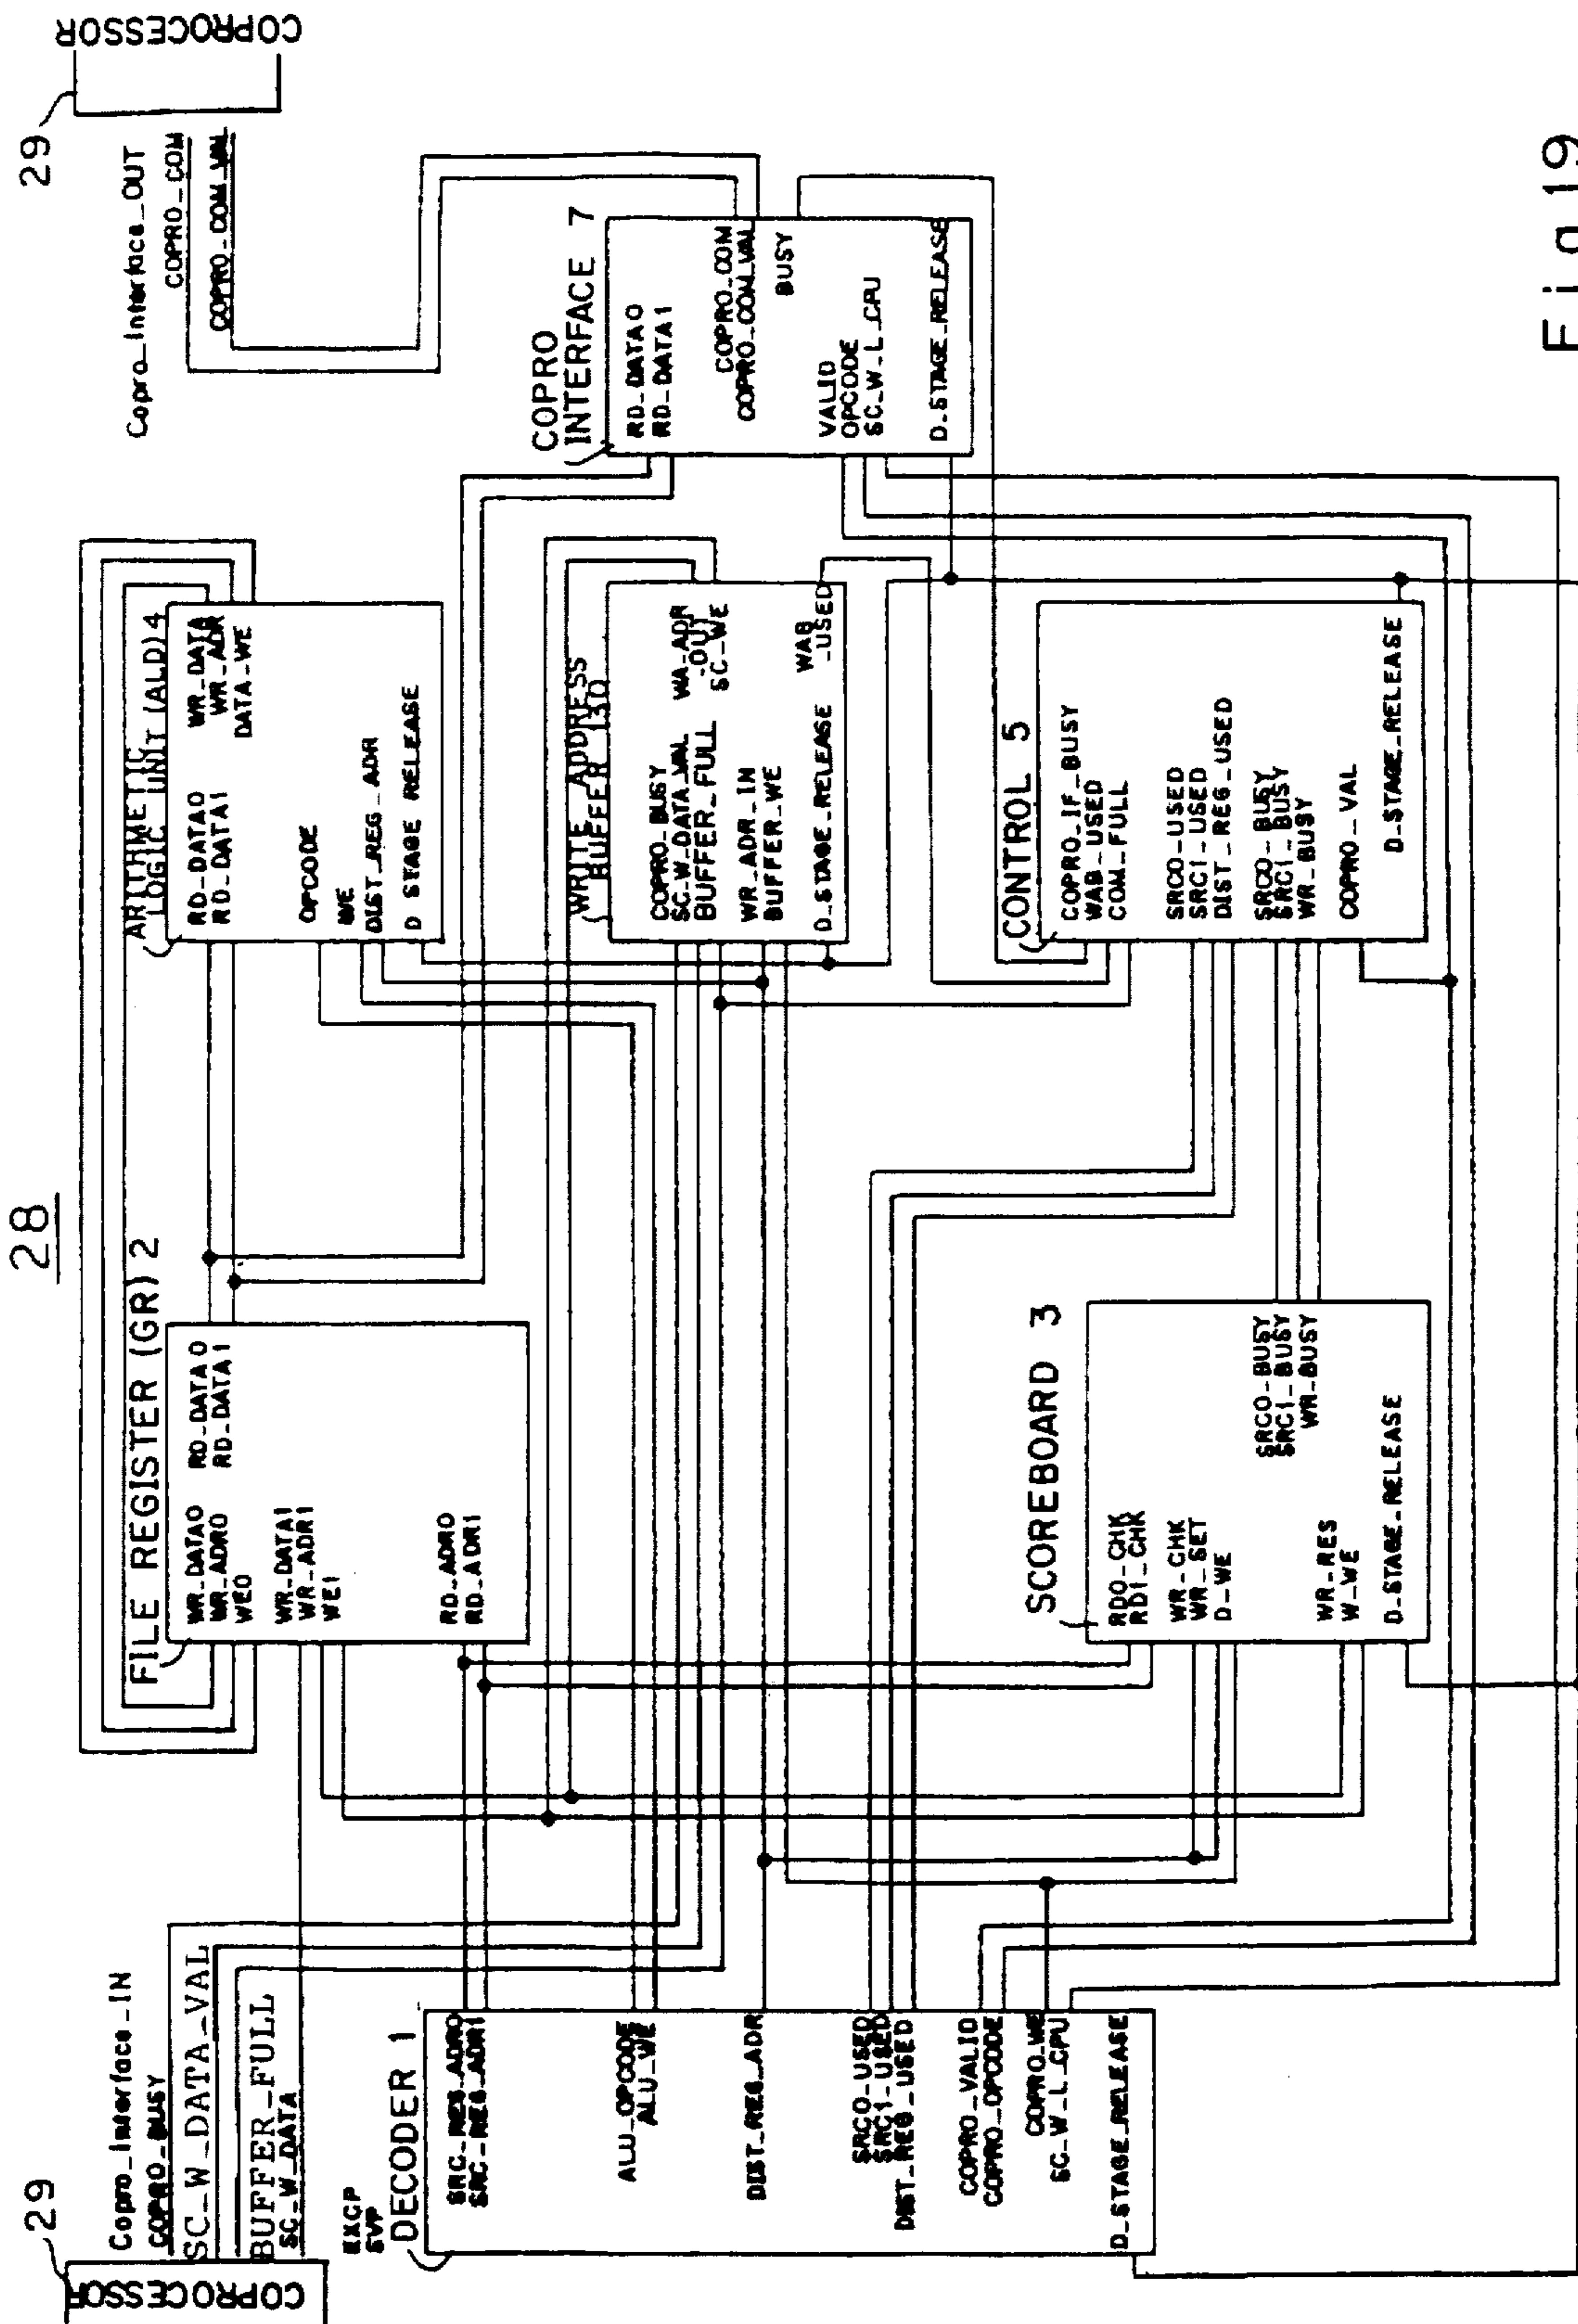 28
29
COPROCESSOR
Copro_Interface_IN
COPRO_BUSY
SC_W_DATA_VAL
BUFFER_FULL
SC_W_DATA
EXCP
SVP
DECODER 1
SRC_REG_ADR0
SRC_REG_ADR1
ALU_OPCODE
ALU_WE
DIST_REG_ADR
SRC0_USED
SRC1_USED
DIST_REG_USED
COPRO_VALID
COPRO_OPCODE
COPRO_WE
SC_W_L_CPU
D_STAGE_RELEASE
FILE REGISTER (GR) 2
WR_DATA0
WR_ADR0
WE0
WR_DATA1
WR_ADR1
WE1
RD_ADR0
RD_ADR1
RD_DATA0
RD_DATA1
SCOREBOARD 3
RD0_CHK
RD1_CHK
WR_CHK
WR_SET
D_WE
WR_RES
W_WE
D_STAGE_RELEASE
SRC0_BUSY
SRC1_BUSY
WR_BUSY
ARITHMETIC
LOGIC UNIT (ALD) 4
RD_DATA0
RD_DATA1
OPCODE
WE
DIST_REG_ADR
D STAGE RELEASE
WR_DATA
WR_ADR
DATA_WE
WRITE ADDRESS
BUFFER 130
COPRO_BUSY
SC_W_DATA_VAL
BUFFER_FULL
WR_ADR_IN
BUFFER_WE
D_STAGE_RELEASE
WA_ADR
_OUT
SC_WE
WAB
_USED
CONTROL 5
COPRO_IF_BUSY
WAB_USED
COM_FULL
SRC0_USED
SRC1_USED
DIST_REG_USED
SRC0_BUSY
SRC1_BUSY
WR_BUSY
COPRO_VAL
D_STAGE_RELEASE
COPRO
INTERFACE 7
RD_DATA0
RD_DATA1
COPRO_COM
COPRO_COM_VAL
BUSY
VALID
OPCODE
SC_W_L_CPU
D_STAGE_RELEASE
Copro_Interface_OUT
COPRO_COM
COPRO_COM_VAL
29
COPROCESSOR
Fig 19